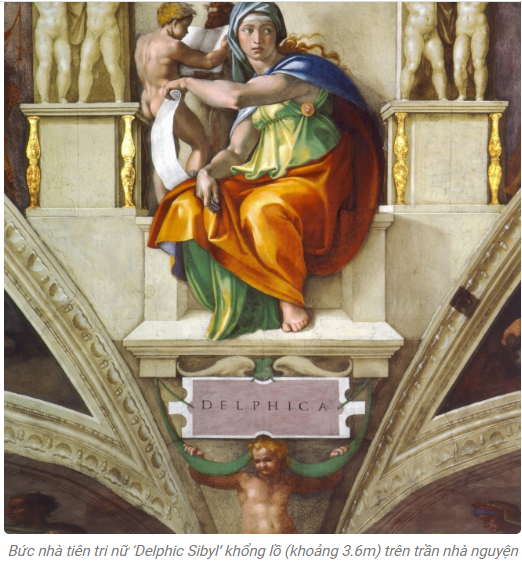 DELPHICA
Bức nhà tiên tri nữ ‘Delphic Sibyl’ khổng lồ (khoảng 3.6m) trên trần nhà nguyện